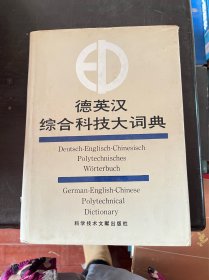 德英汉
综合科技大词典
Deutsch-Englisch-Chinesisch
Polytechnisches
Wörterbuch
German-English-Chinese
Polytechnical
Dictionary
科学技术文献出版社